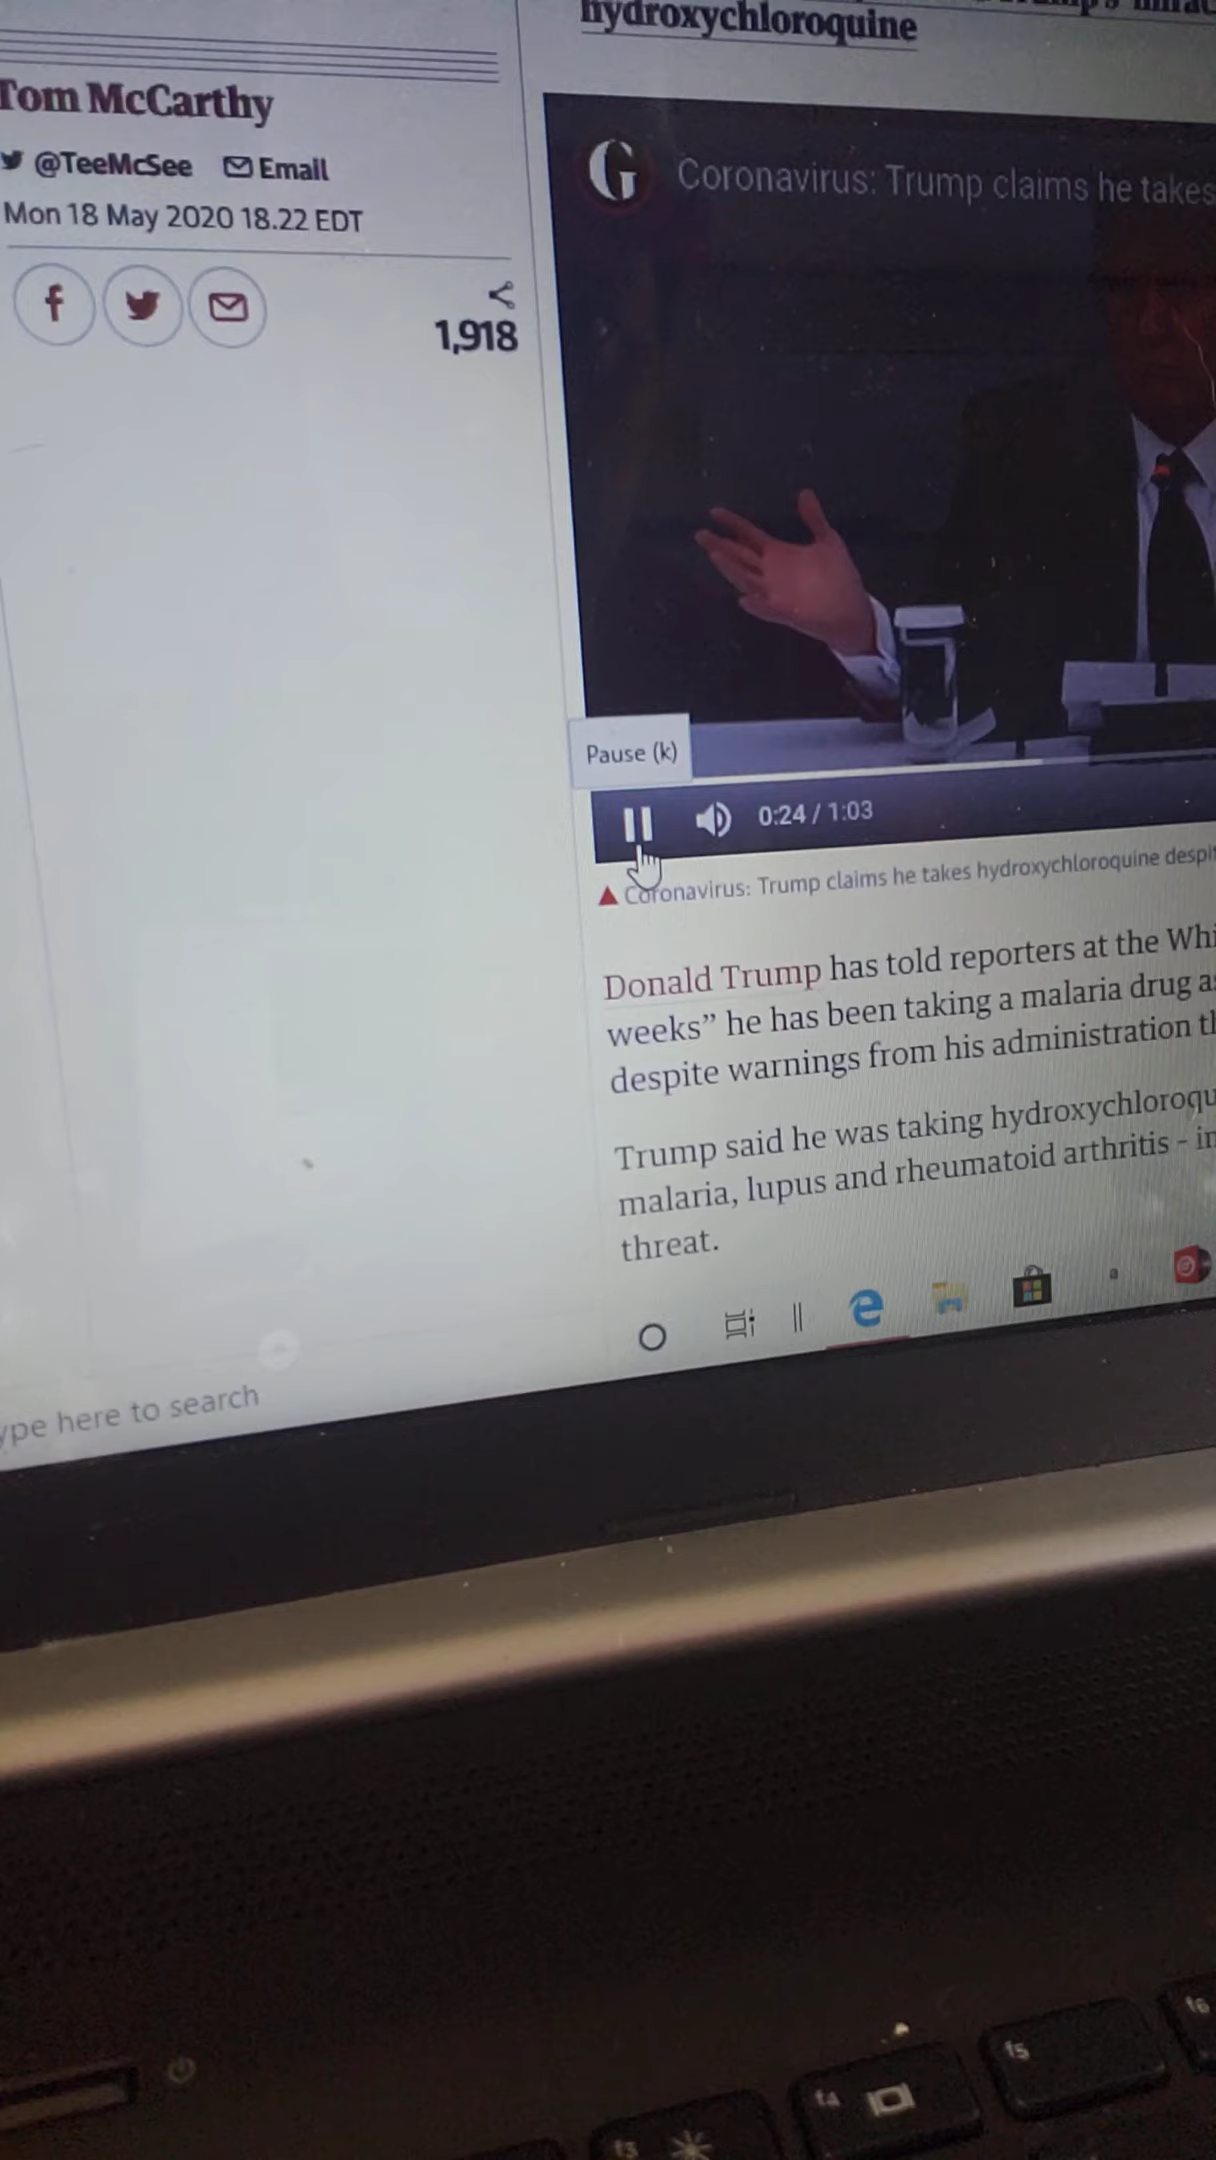 hydroxychloroquine
Tom McCarthy
@TeeMcSee Email
Mon 18 May 2020 18.22 EDT
f
1,918
G Coronavirus: Trump claims he takes
Pause (k)
0:24 / 1:03
Coronavirus: Trump claims he takes hydroxychloroquine
Donald Trump has told reporters at the
weeks” he has been taking a malaria drug
despite warnings from his administration
Trump said he was taking
malaria, lupus and rheumatoid arthritis -
threat.
here to search
f3
f4
f5
f6